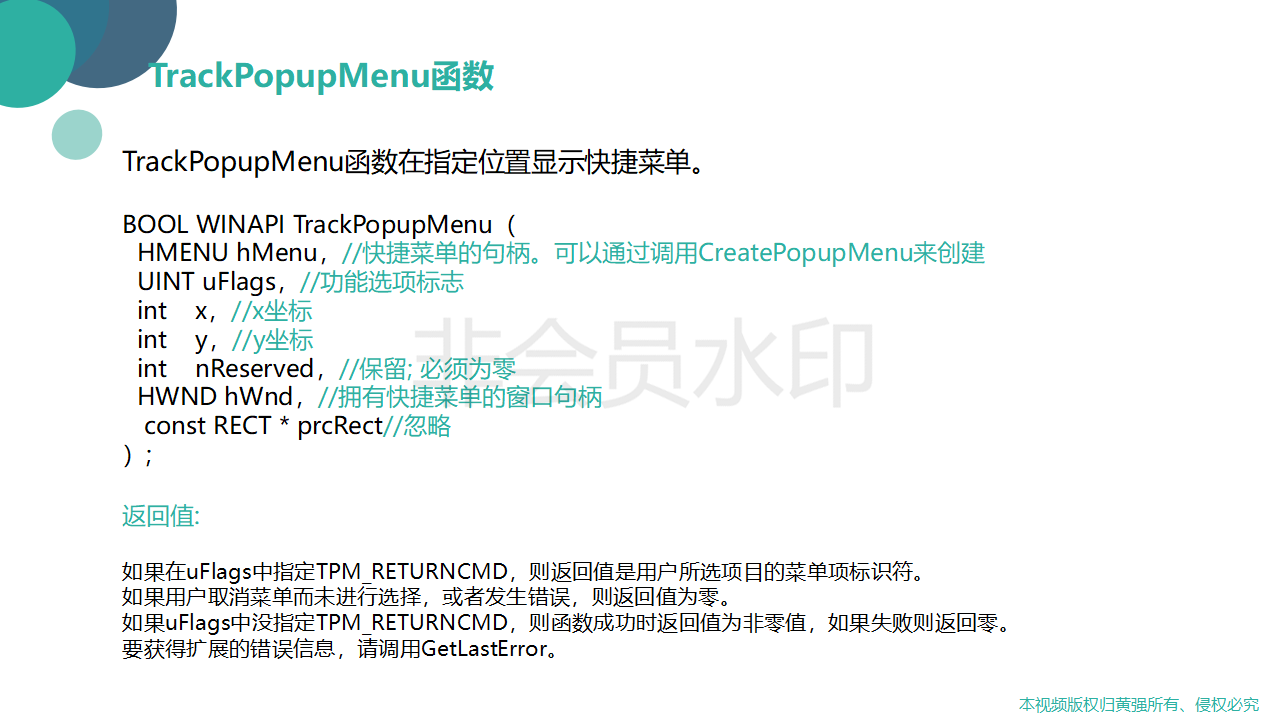 TrackPopupMenu函数
TrackPopupMenu函数在指定位置显示快捷菜单。
BOOL WINAPI TrackPopupMenu（
HMENU hMenu，//快捷菜单的句柄。可以通过调用CreatePopupMenu来创建
UINT uFlags，//功能选项标志
int x，//x坐标
int y，//y坐标
int nReserved，//保留; 必须为零
HWND hWnd，//拥有快捷菜单的窗口句柄
const RECT * prcRect//忽略
）;
非会员水印
返回值:
如果在uFlags中指定TPM_RETURNCMD，则返回值是用户所选项目的菜单项标识符。
如果用户取消菜单而未进行选择，或者发生错误，则返回值为零。
如果uFlags中没指定TPM_RETURNCMD，则函数成功时返回值为非零值，如果失败则返回零。
要获得扩展的错误信息，请调用GetLastError。
本视频版权归黄强所有、侵权必究